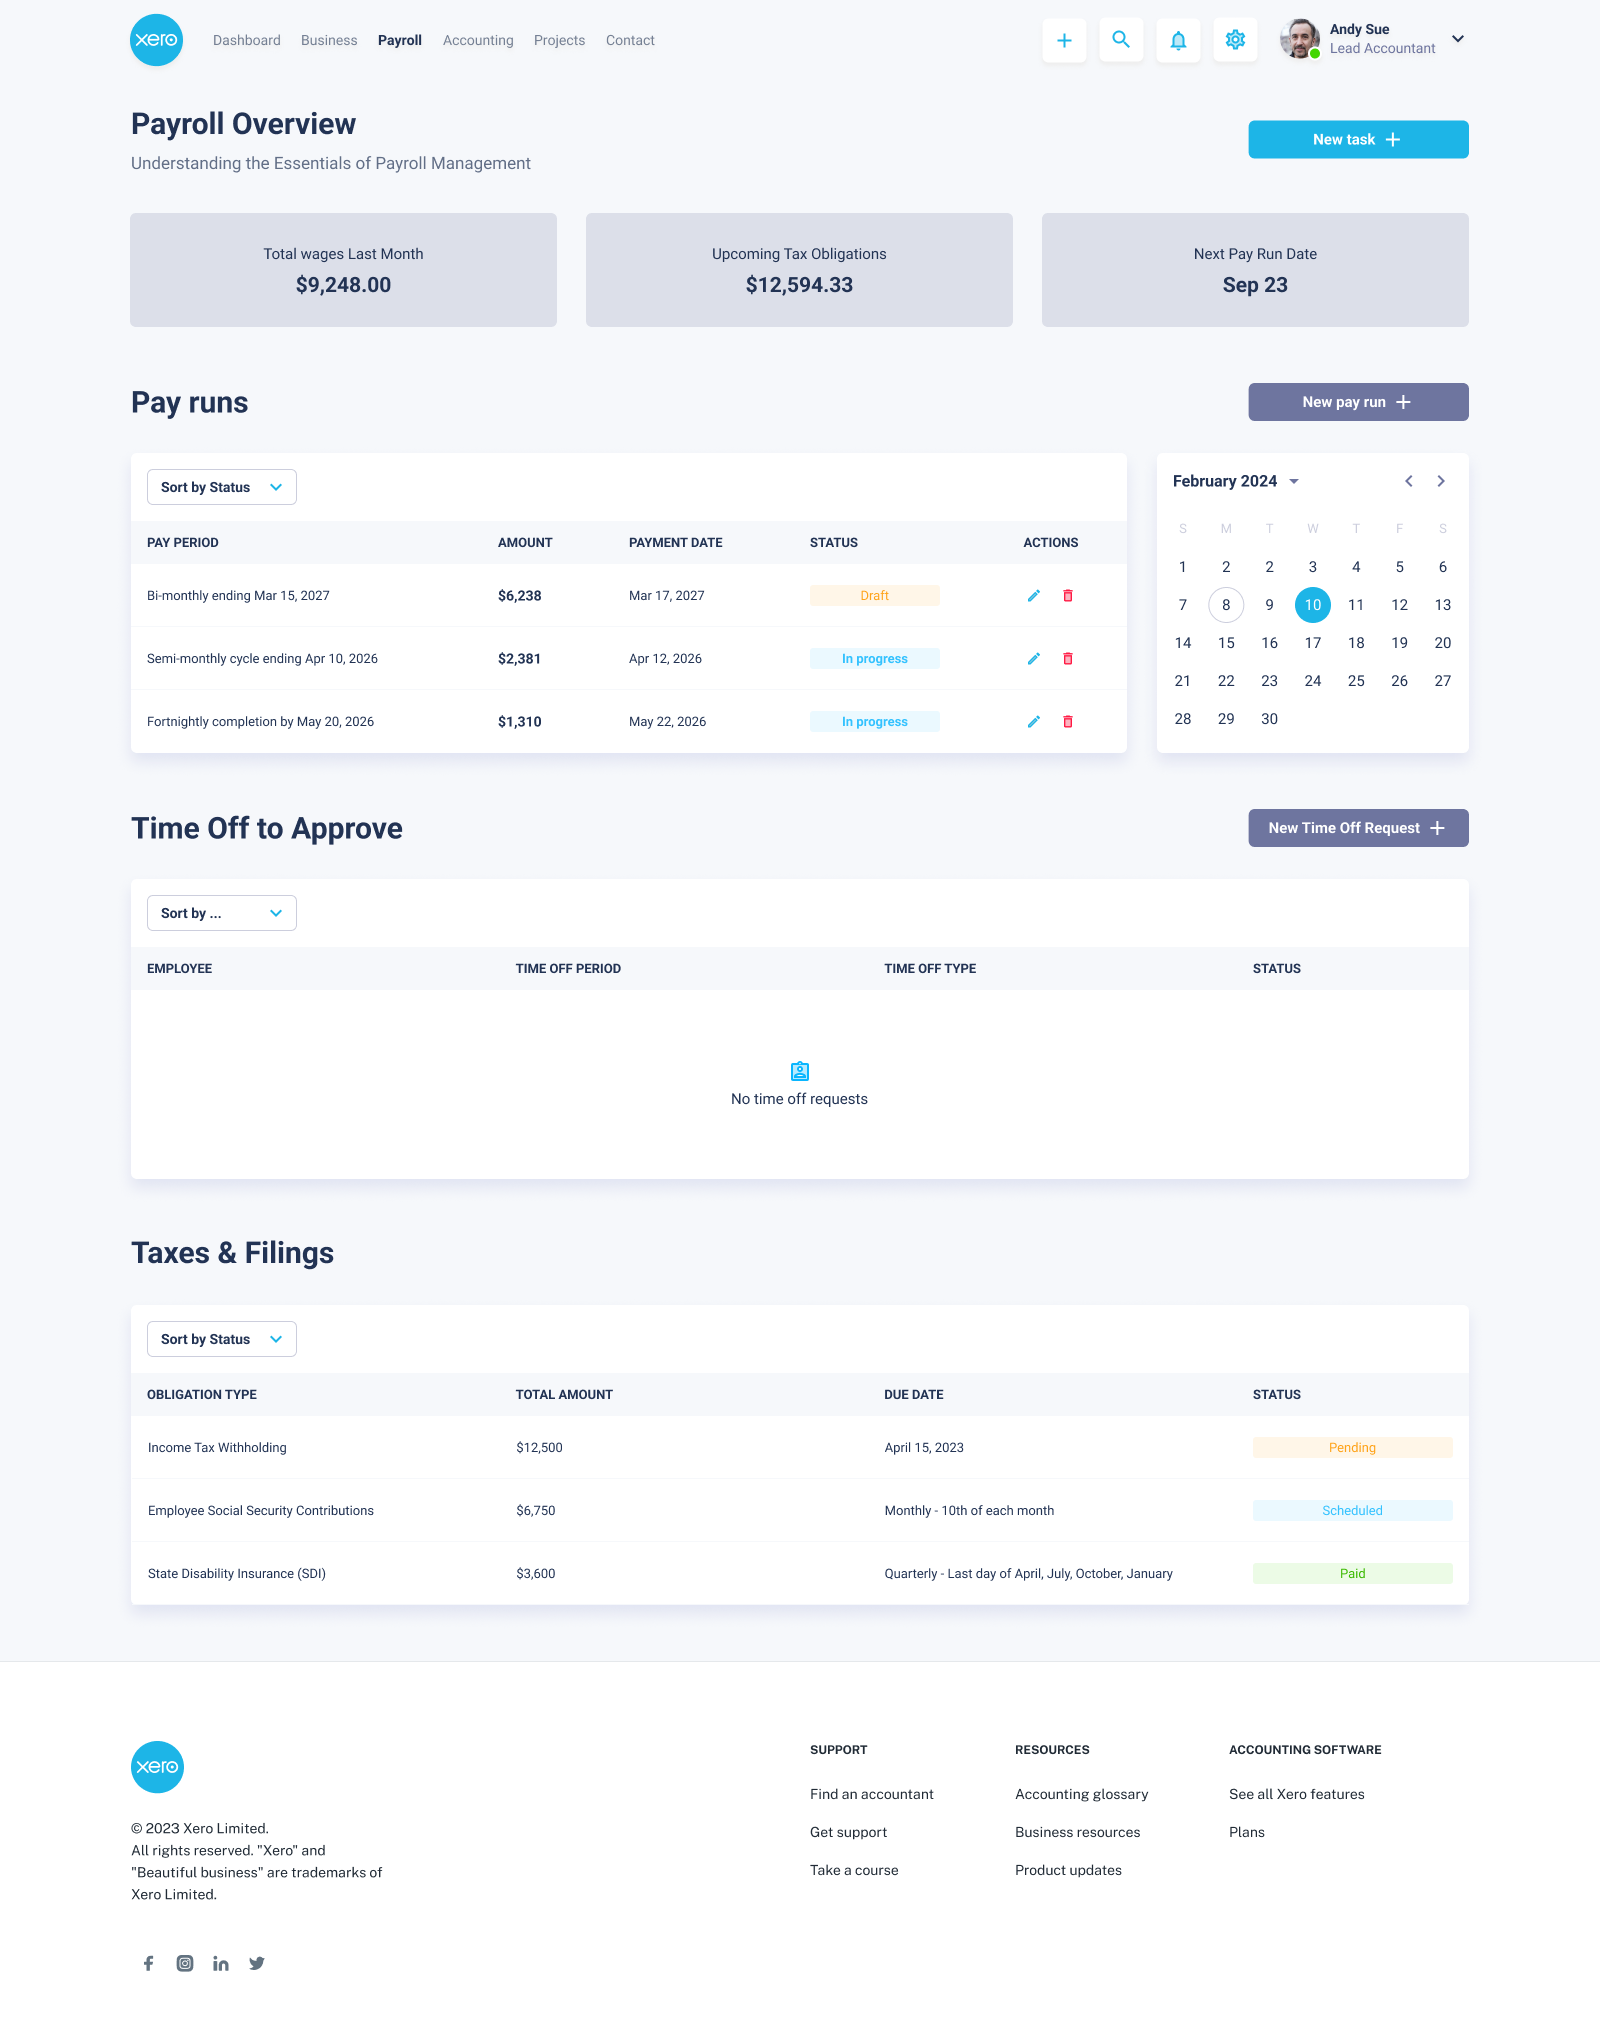 xero Dashboard Business Payroll Accounting Projects Contact
Andy Sue
Lead Accountant
Payroll Overview
Understanding the Essentials of Payroll Management
New task
Total wages Last Month
$9,248.00
Upcoming Tax Obligations
$12,594.33
Next Pay Run Date
Sep 23
Pay runs
New pay run
Sort by Status
PAY PERIOD AMOUNT PAYMENT DATE STATUS ACTIONS
Bi-monthly ending Mar 15, 2027 $6,238 Mar 17, 2027 Draft
Semi-monthly cycle ending Apr 10, 2026 $2,381 Apr 12, 2026 In progress
Fortnightly completion by May 20, 2026 $1,310 May 22, 2026 In progress
February 2024
S M T W T F S
1 2 2 3 4 5 6
7 8 9 10 11 12 13
14 15 16 17 18 19 20
21 22 23 24 25 26 27
28 29 30
Time Off to Approve
New Time Off Request
Sort by ...
EMPLOYEE TIME OFF PERIOD TIME OFF TYPE STATUS
No time off requests
Taxes & Filings
Sort by Status
OBLIGATION TYPE TOTAL AMOUNT DUE DATE STATUS
Income Tax Withholding $12,500 April 15, 2023 Pending
Employee Social Security Contributions $6,750 Monthly - 10th of each month Scheduled
State Disability Insurance (SDI) $3,600 Quarterly - Last day of April, July, October, January Paid
xero
© 2023 Xero Limited.
All rights reserved. "Xero" and
"Beautiful business" are trademarks of
Xero Limited.
SUPPORT
Find an accountant
Get support
Take a course
RESOURCES
Accounting glossary
Business resources
Product updates
ACCOUNTING SOFTWARE
See all Xero features
Plans